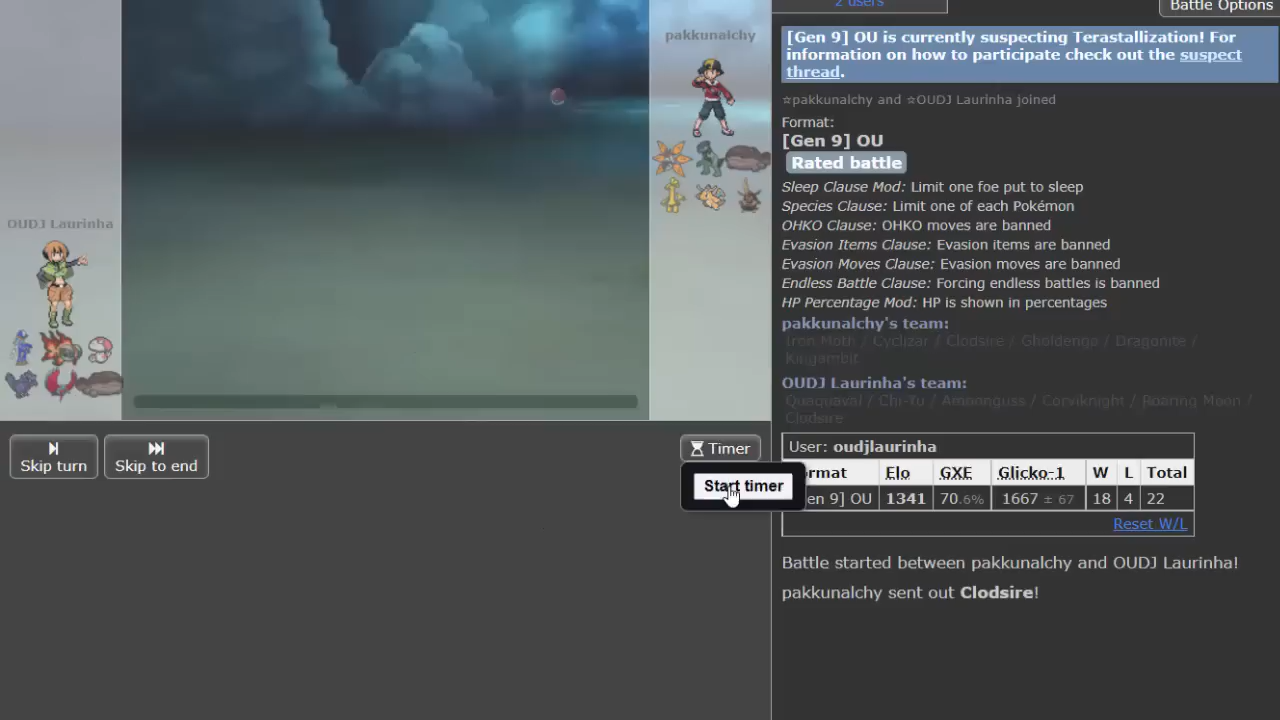 2 users
Battle Options
pakkunalchy
[Gen 9] OU is currently suspecting Terastallization! For
information on how to participate check out the suspect
thread.
☆pakkunalchy and ☆OUDJ Laurinha joined
Format:
[Gen 9] OU
Rated battle
Sleep Clause Mod: Limit one foe put to sleep
Species Clause: Limit one of each Pokémon
OHKO Clause: OHKO moves are banned
Evasion Items Clause: Evasion items are banned
Evasion Moves Clause: Evasion moves are banned
Endless Battle Clause: Forcing endless battles is banned
HP Percentage Mod: HP is shown in percentages
pakkunalchy's team:
Iron Moth / Cyclizar / Clodsire / Gholdengo / Dragonite /
Kingambit
OUDJ Laurinha's team:
Quaquaval / Chi-Yu / Amoonguss / Corviknight / Roaring Moon /
Clodsire
OUDJ Laurinha
Skip turn
Skip to end
Timer
Start timer
User: oudjlaurinha
ormat Elo GXE Glicko-1 W L Total
en 9] OU 1341 70.6% 1667 ± 67 18 4 22
Reset W/L
Battle started between pakkunalchy and OUDJ Laurinha!
pakkunalchy sent out Clodsire!